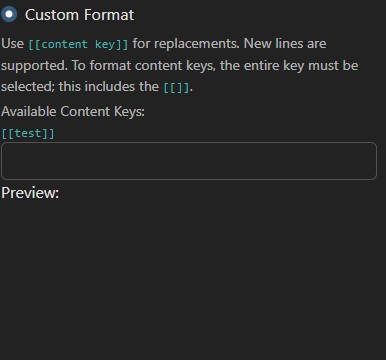 Custom Format
Use [[content key]] for replacements. New lines are
supported. To format content keys, the entire key must be
selected; this includes the [[]].
Available Content Keys:
[[test]]
Preview: